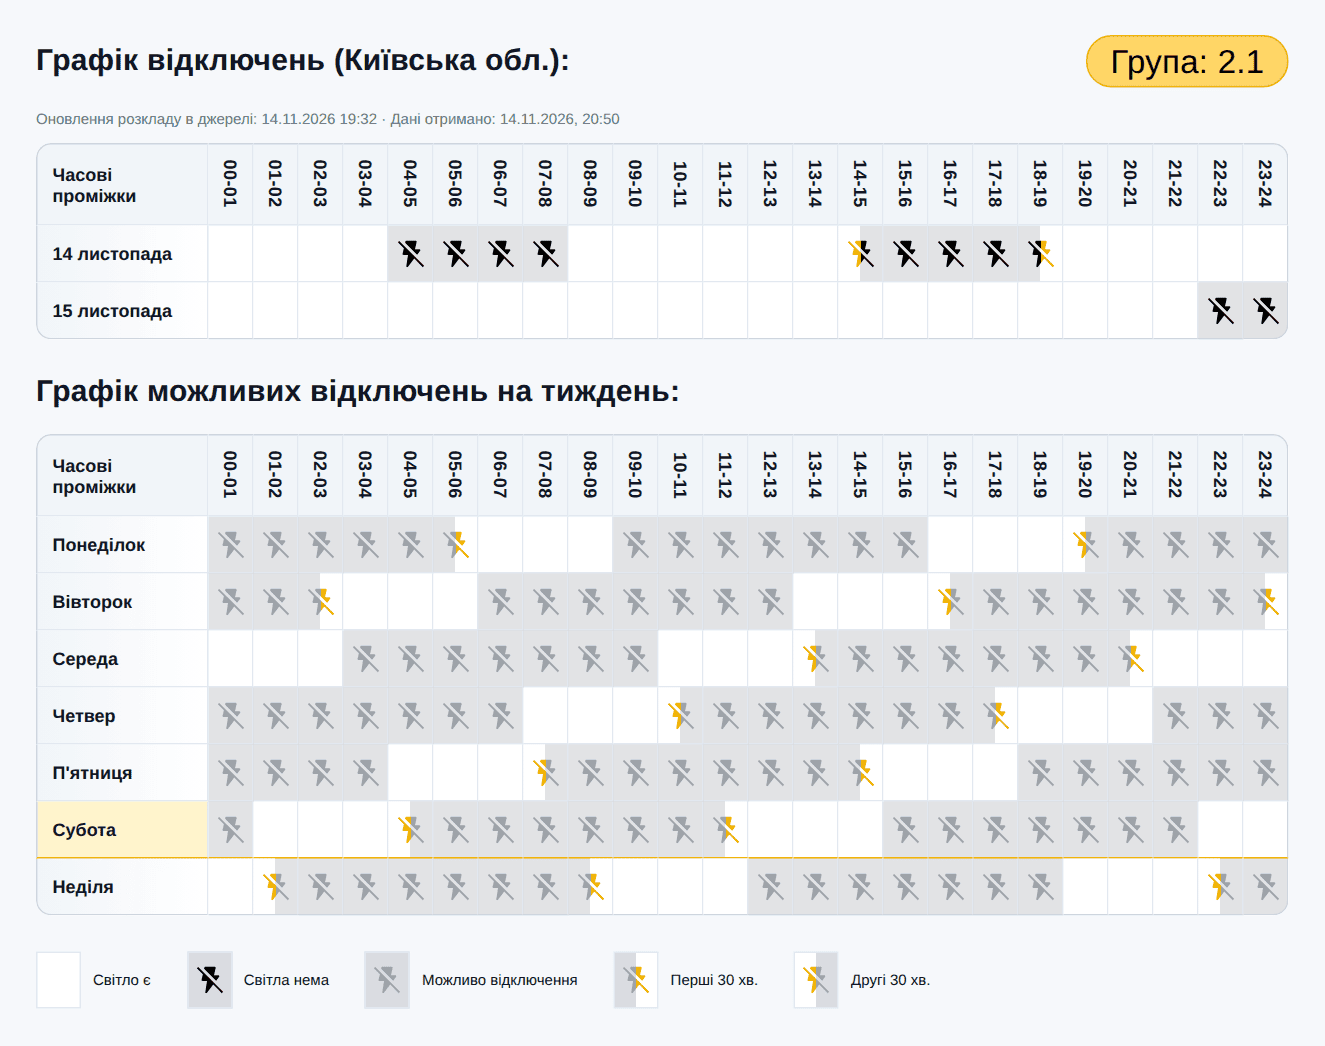 Графік відключень (Київська обл.):
Група: 2.1
Оновлення розкладу в джерелі: 14.11.2026 19:32 · Дані отримано: 14.11.2026, 20:50
Часові
проміжки
00-01
01-02
02-03
03-04
04-05
05-06
06-07
07-08
08-09
09-10
10-11
11-12
12-13
13-14
14-15
15-16
16-17
17-18
18-19
19-20
20-21
21-22
22-23
23-24
14 листопада
15 листопада
Графік можливих відключень на тиждень:
Часові
проміжки
00-01
01-02
02-03
03-04
04-05
05-06
06-07
07-08
08-09
09-10
10-11
11-12
12-13
13-14
14-15
15-16
16-17
17-18
18-19
19-20
20-21
21-22
22-23
23-24
Понеділок
Вівторок
Середа
Четвер
П'ятниця
Субота
Неділя
Світло є
Світла нема
Можливо відключення
Перші 30 хв.
Другі 30 хв.